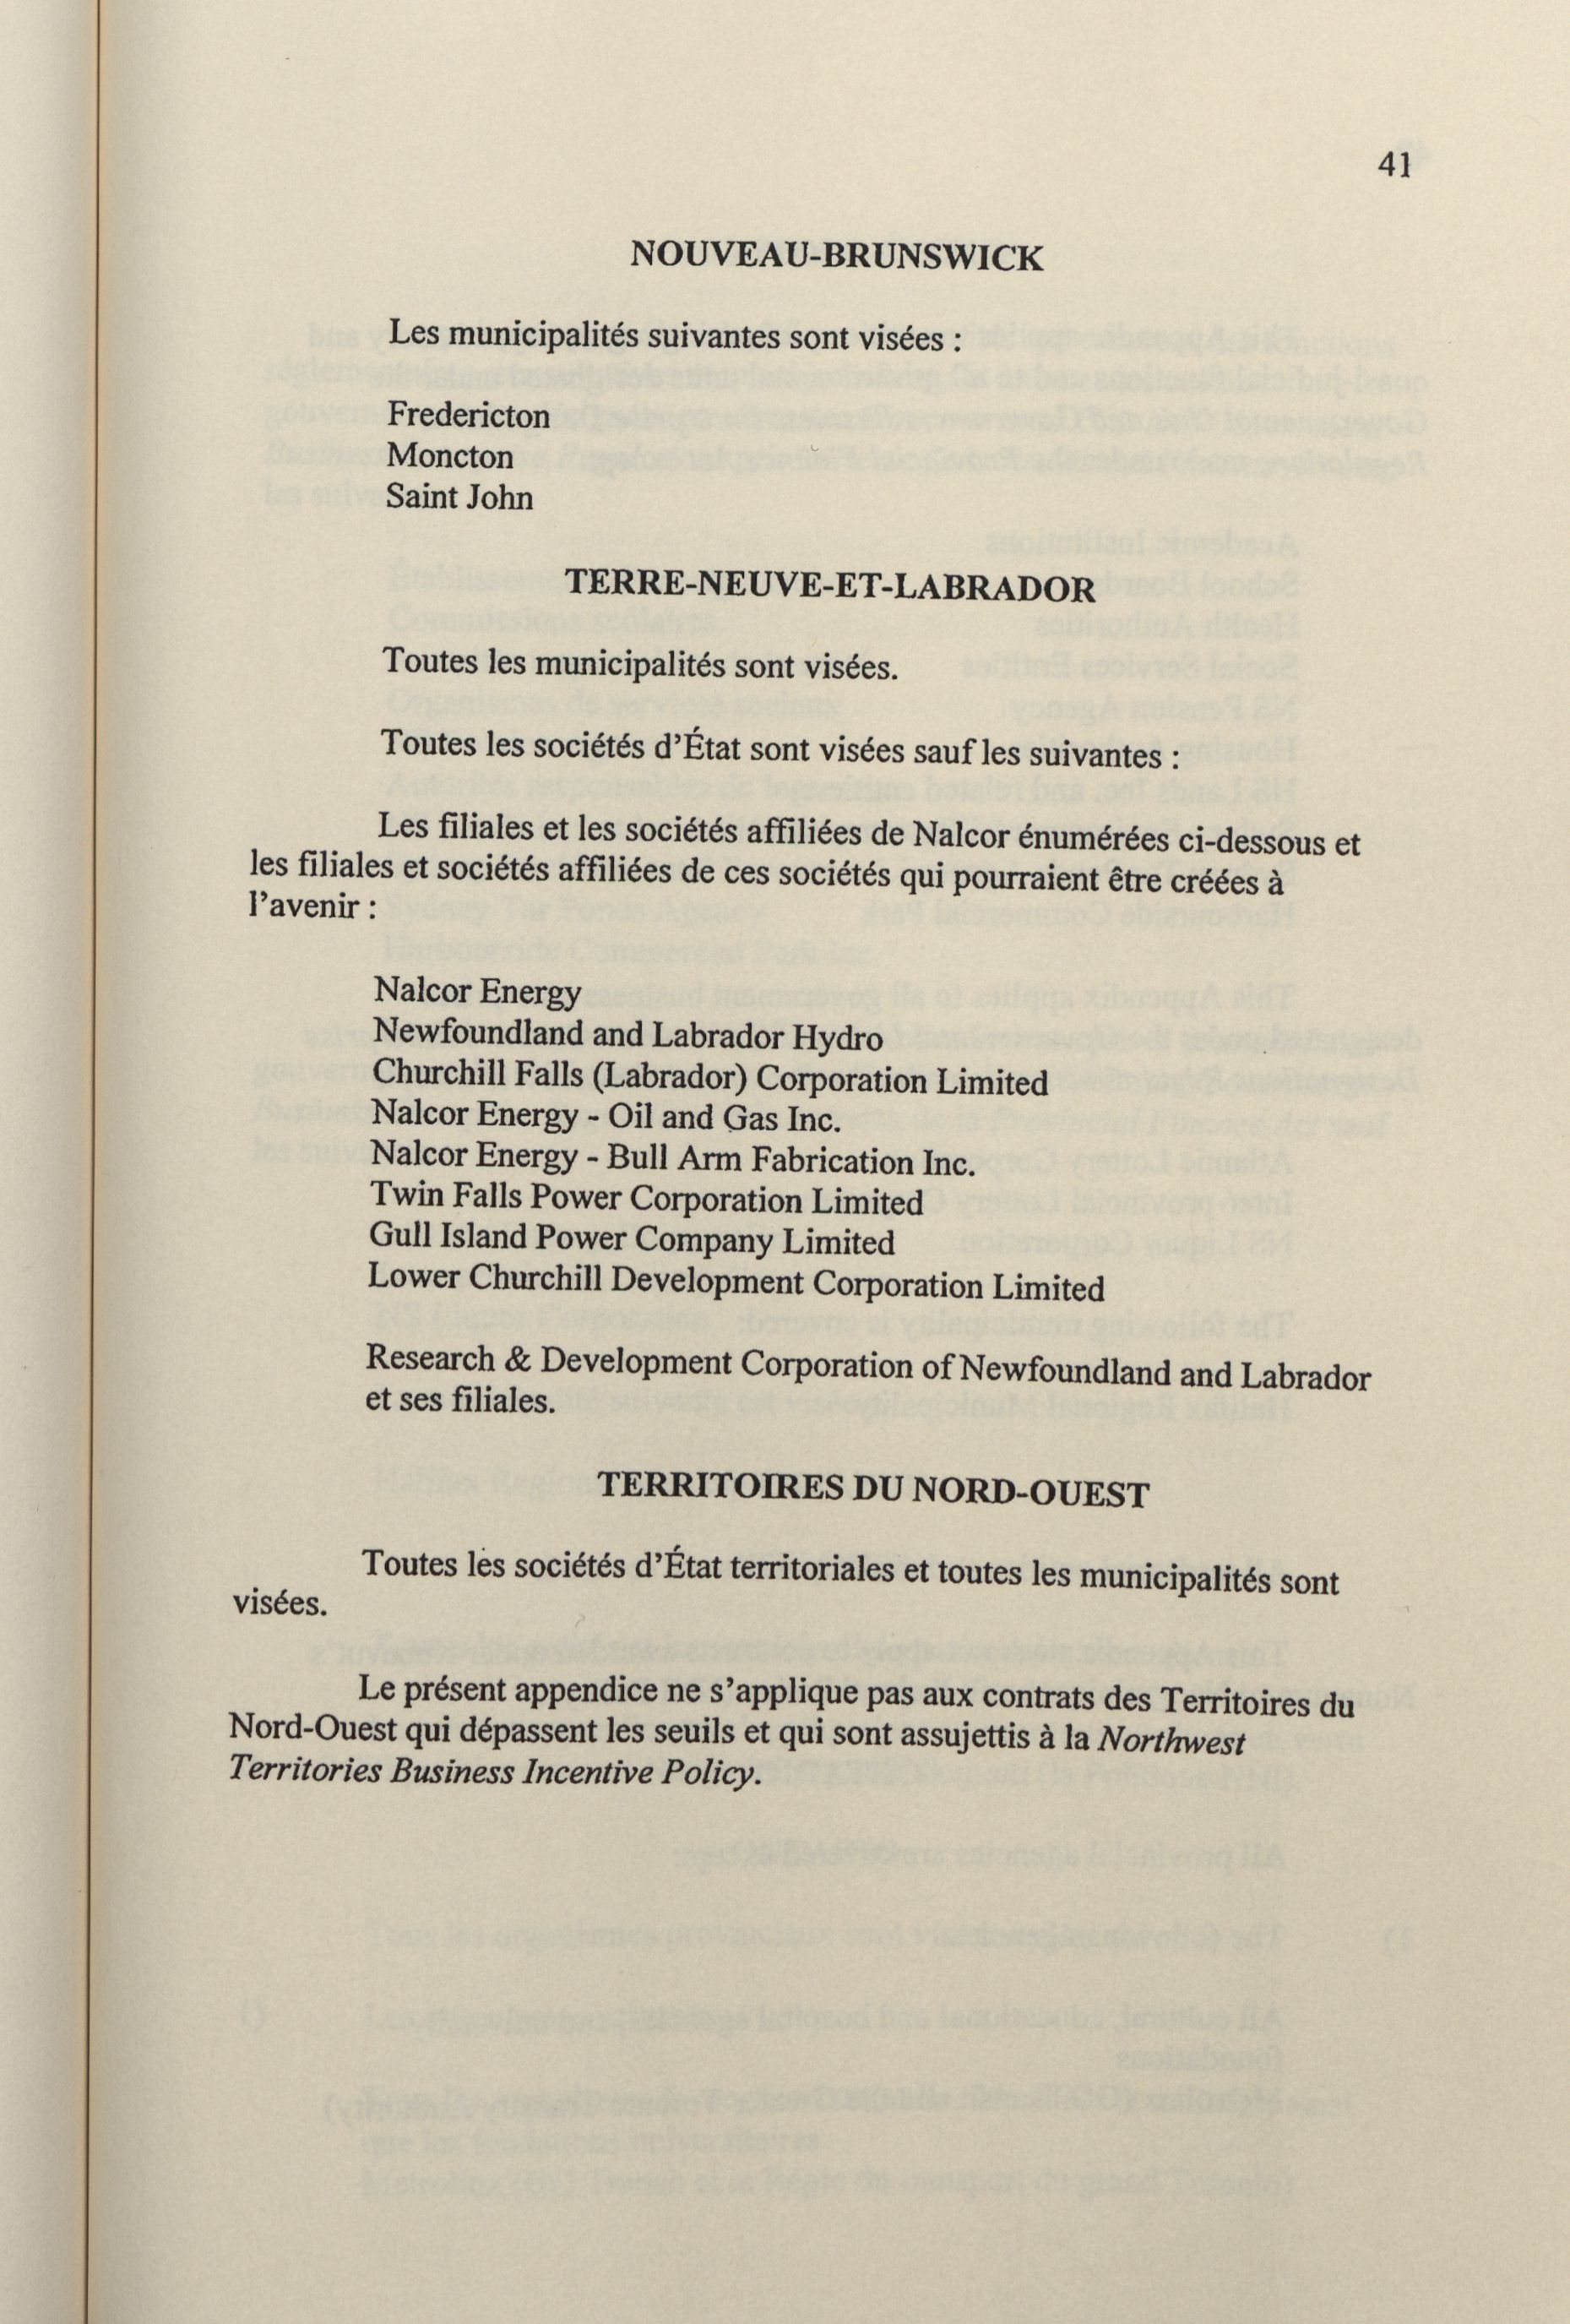 41
NOUVEAU-BRUNSWICK
Les municipalités suivantes sont visées :
Fredericton
Moncton
Saint John
TERRE-NEUVE-ET-LABRADOR
Toutes les municipalités sont visées.
Toutes les sociétés d'État sont visées sauf les suivantes :
Les filiales et les sociétés affiliées de Nalcor énumérées ci-dessous et
les filiales et sociétés affiliées de ces sociétés qui pourraient être créées à
l'avenir :
Nalcor Energy
Newfoundland and Labrador Hydro
Churchill Falls (Labrador) Corporation Limited
Nalcor Energy - Oil and Gas Inc.
Nalcor Energy - Bull Arm Fabrication Inc.
Twin Falls Power Corporation Limited
Gull Island Power Company Limited
Lower Churchill Development Corporation Limited
Research & Development Corporation of Newfoundland and Labrador
et ses filiales.
TERRITOIRES DU NORD-OUEST
Toutes les sociétés d'État territoriales et toutes les municipalités sont
visées.
Le présent appendice ne s'applique pas aux contrats des Territoires du
Nord-Ouest qui dépassent les seuils et qui sont assujettis à la Northwest
Territories Business Incentive Policy.